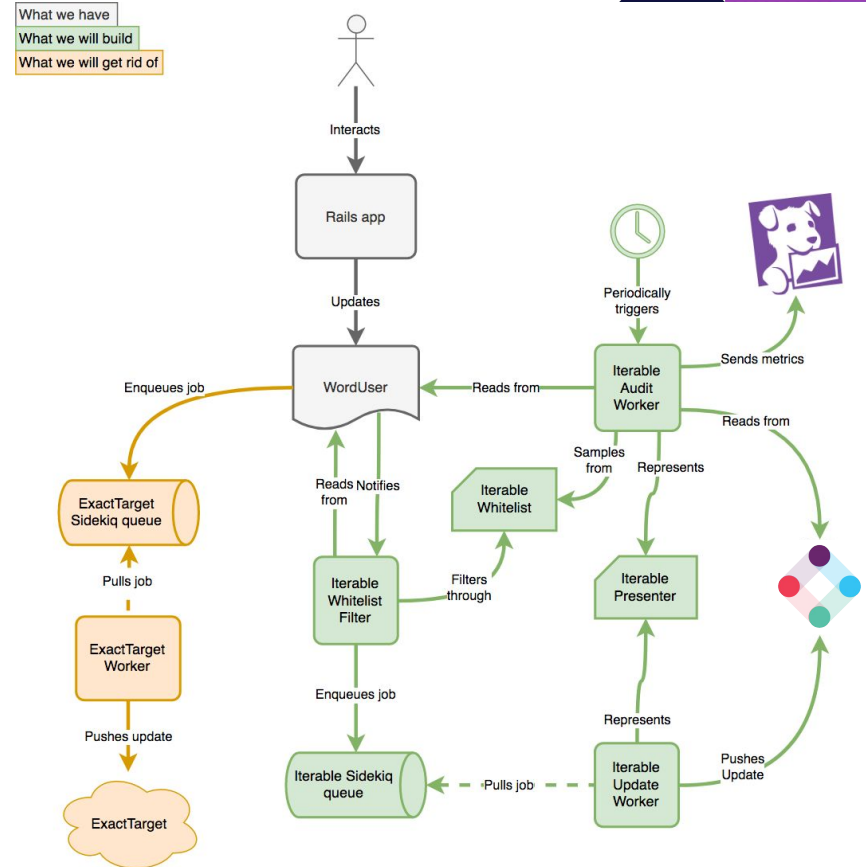 What we have
What we will build
What we will get rid of
Interacts
Rails app
Updates
Periodically
triggers
WordUser
Enqueues job
Reads from
Iterable
Audit
Worker
Sends metrics
Reads from
Samples
from
Represents
Reads
from
Notifies
Iterable
Whitelist
ExactTarget
Sidekiq queue
Pulls job
Iterable
Whitelist
Filter
Filters
through
Iterable
Presenter
ExactTarget
Worker
Enqueues job
Pushes update
Represents
Pushes
Update
Iterable Sidekiq
queue
Pulls job
Iterable
Update
Worker
ExactTarget